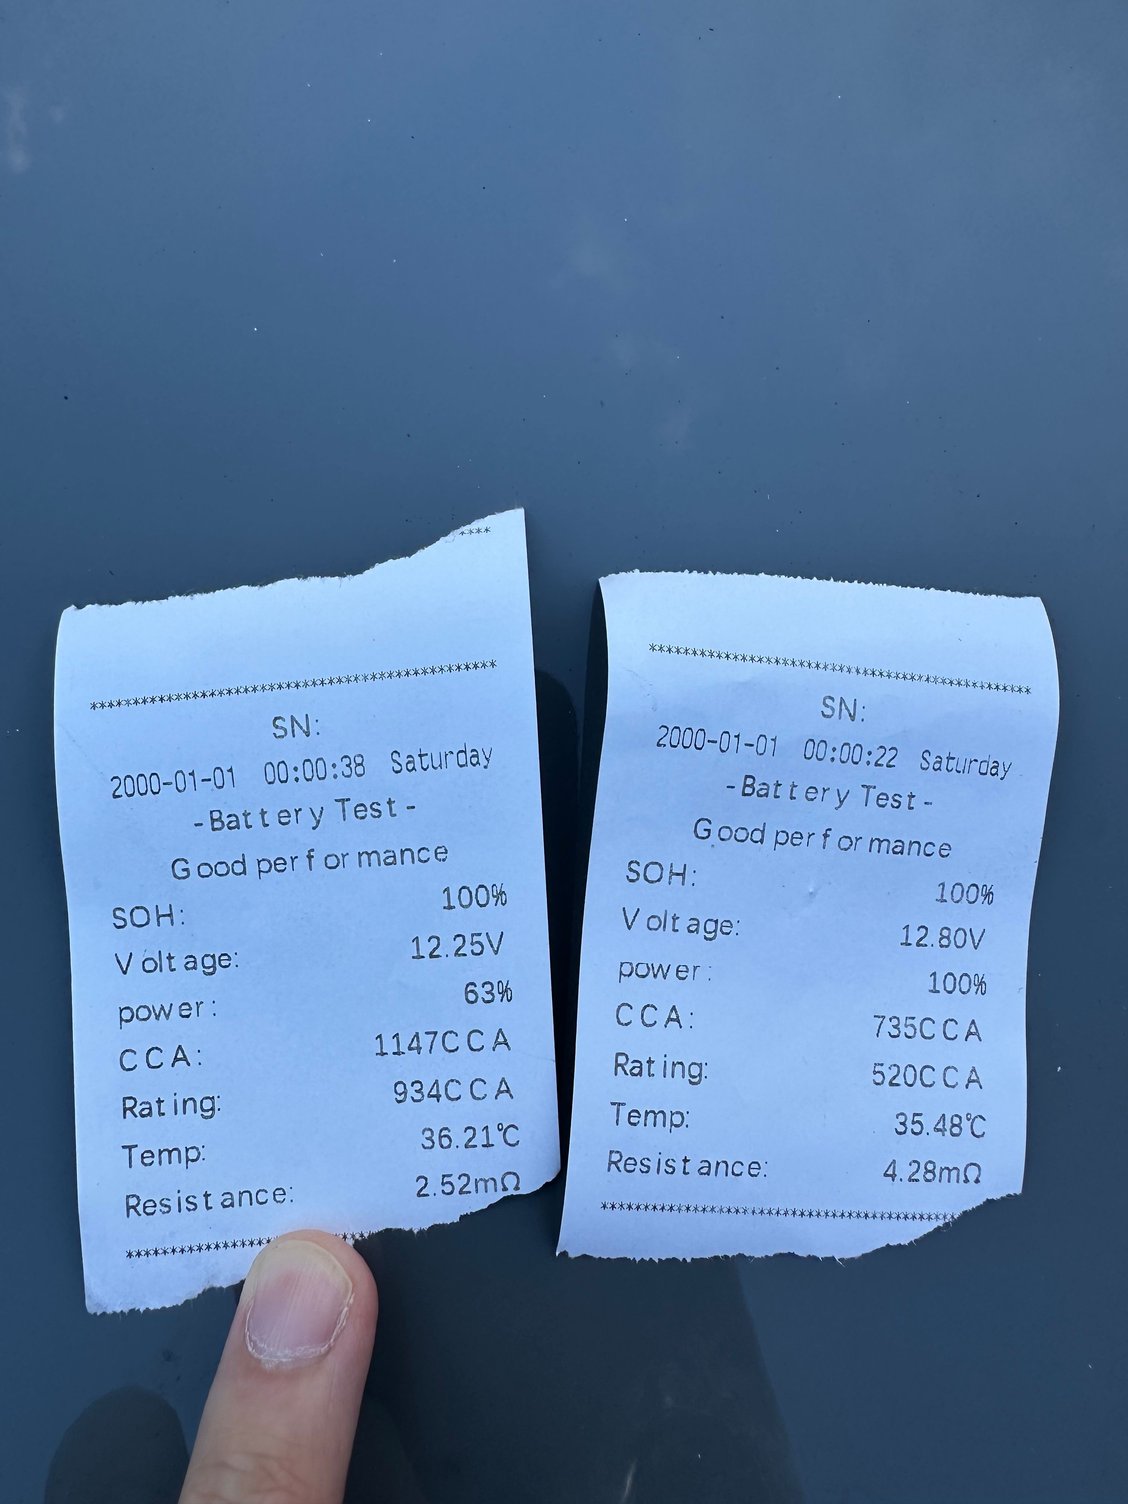 ****
*****************************************
SN:
2000-01-01 00:00:38 Saturday
-Battery Test-
Good performance
SOH: 100%
Voltage: 12.25V
power: 63%
CCA: 1147CCA
Rating: 934CCA
Temp: 36.21℃
Resistance: 2.52mΩ
*************************
*****************************************
SN:
2000-01-01 00:00:22 Saturday
-Battery Test-
Good performance
SOH: 100%
Voltage: 12.80V
power: 100%
CCA: 735CCA
Rating: 520CCA
Temp: 35.48℃
Resistance: 4.28mΩ
***************************************